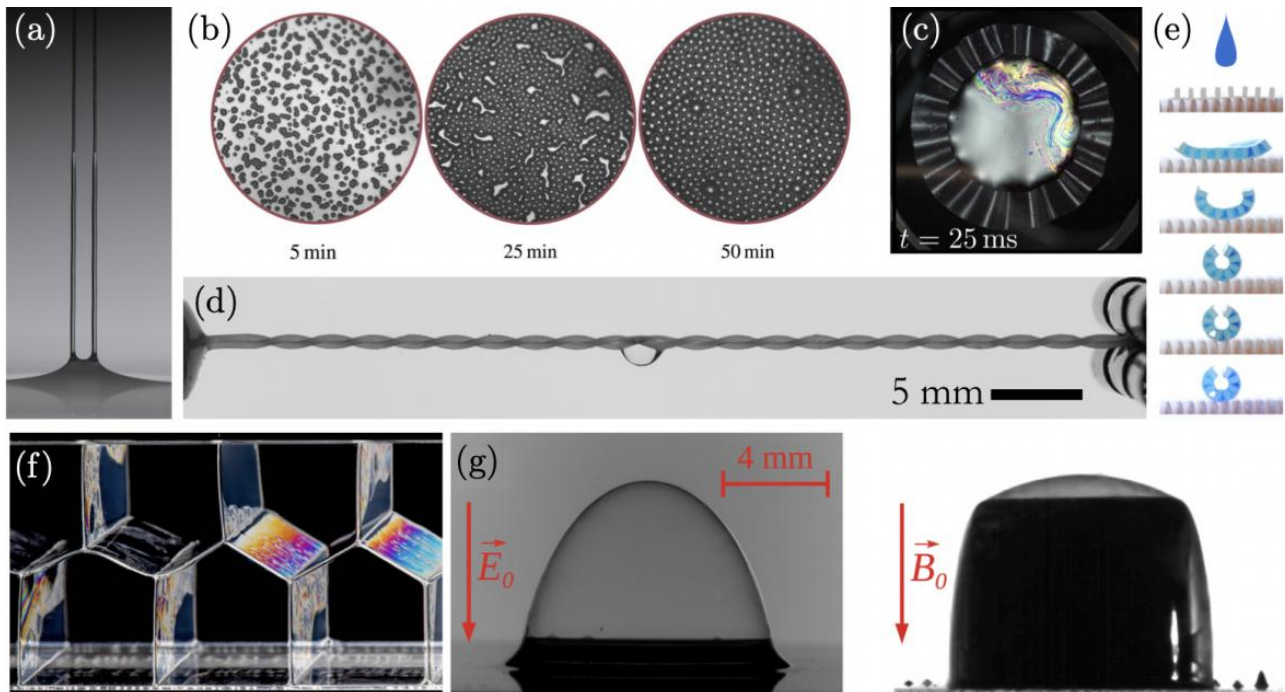 (a)
(b)
5 min
25 min
50 min
(c)
t = 25 ms
(d)
5 mm
(e)
(f)
(g)
4 mm
E₀
B₀